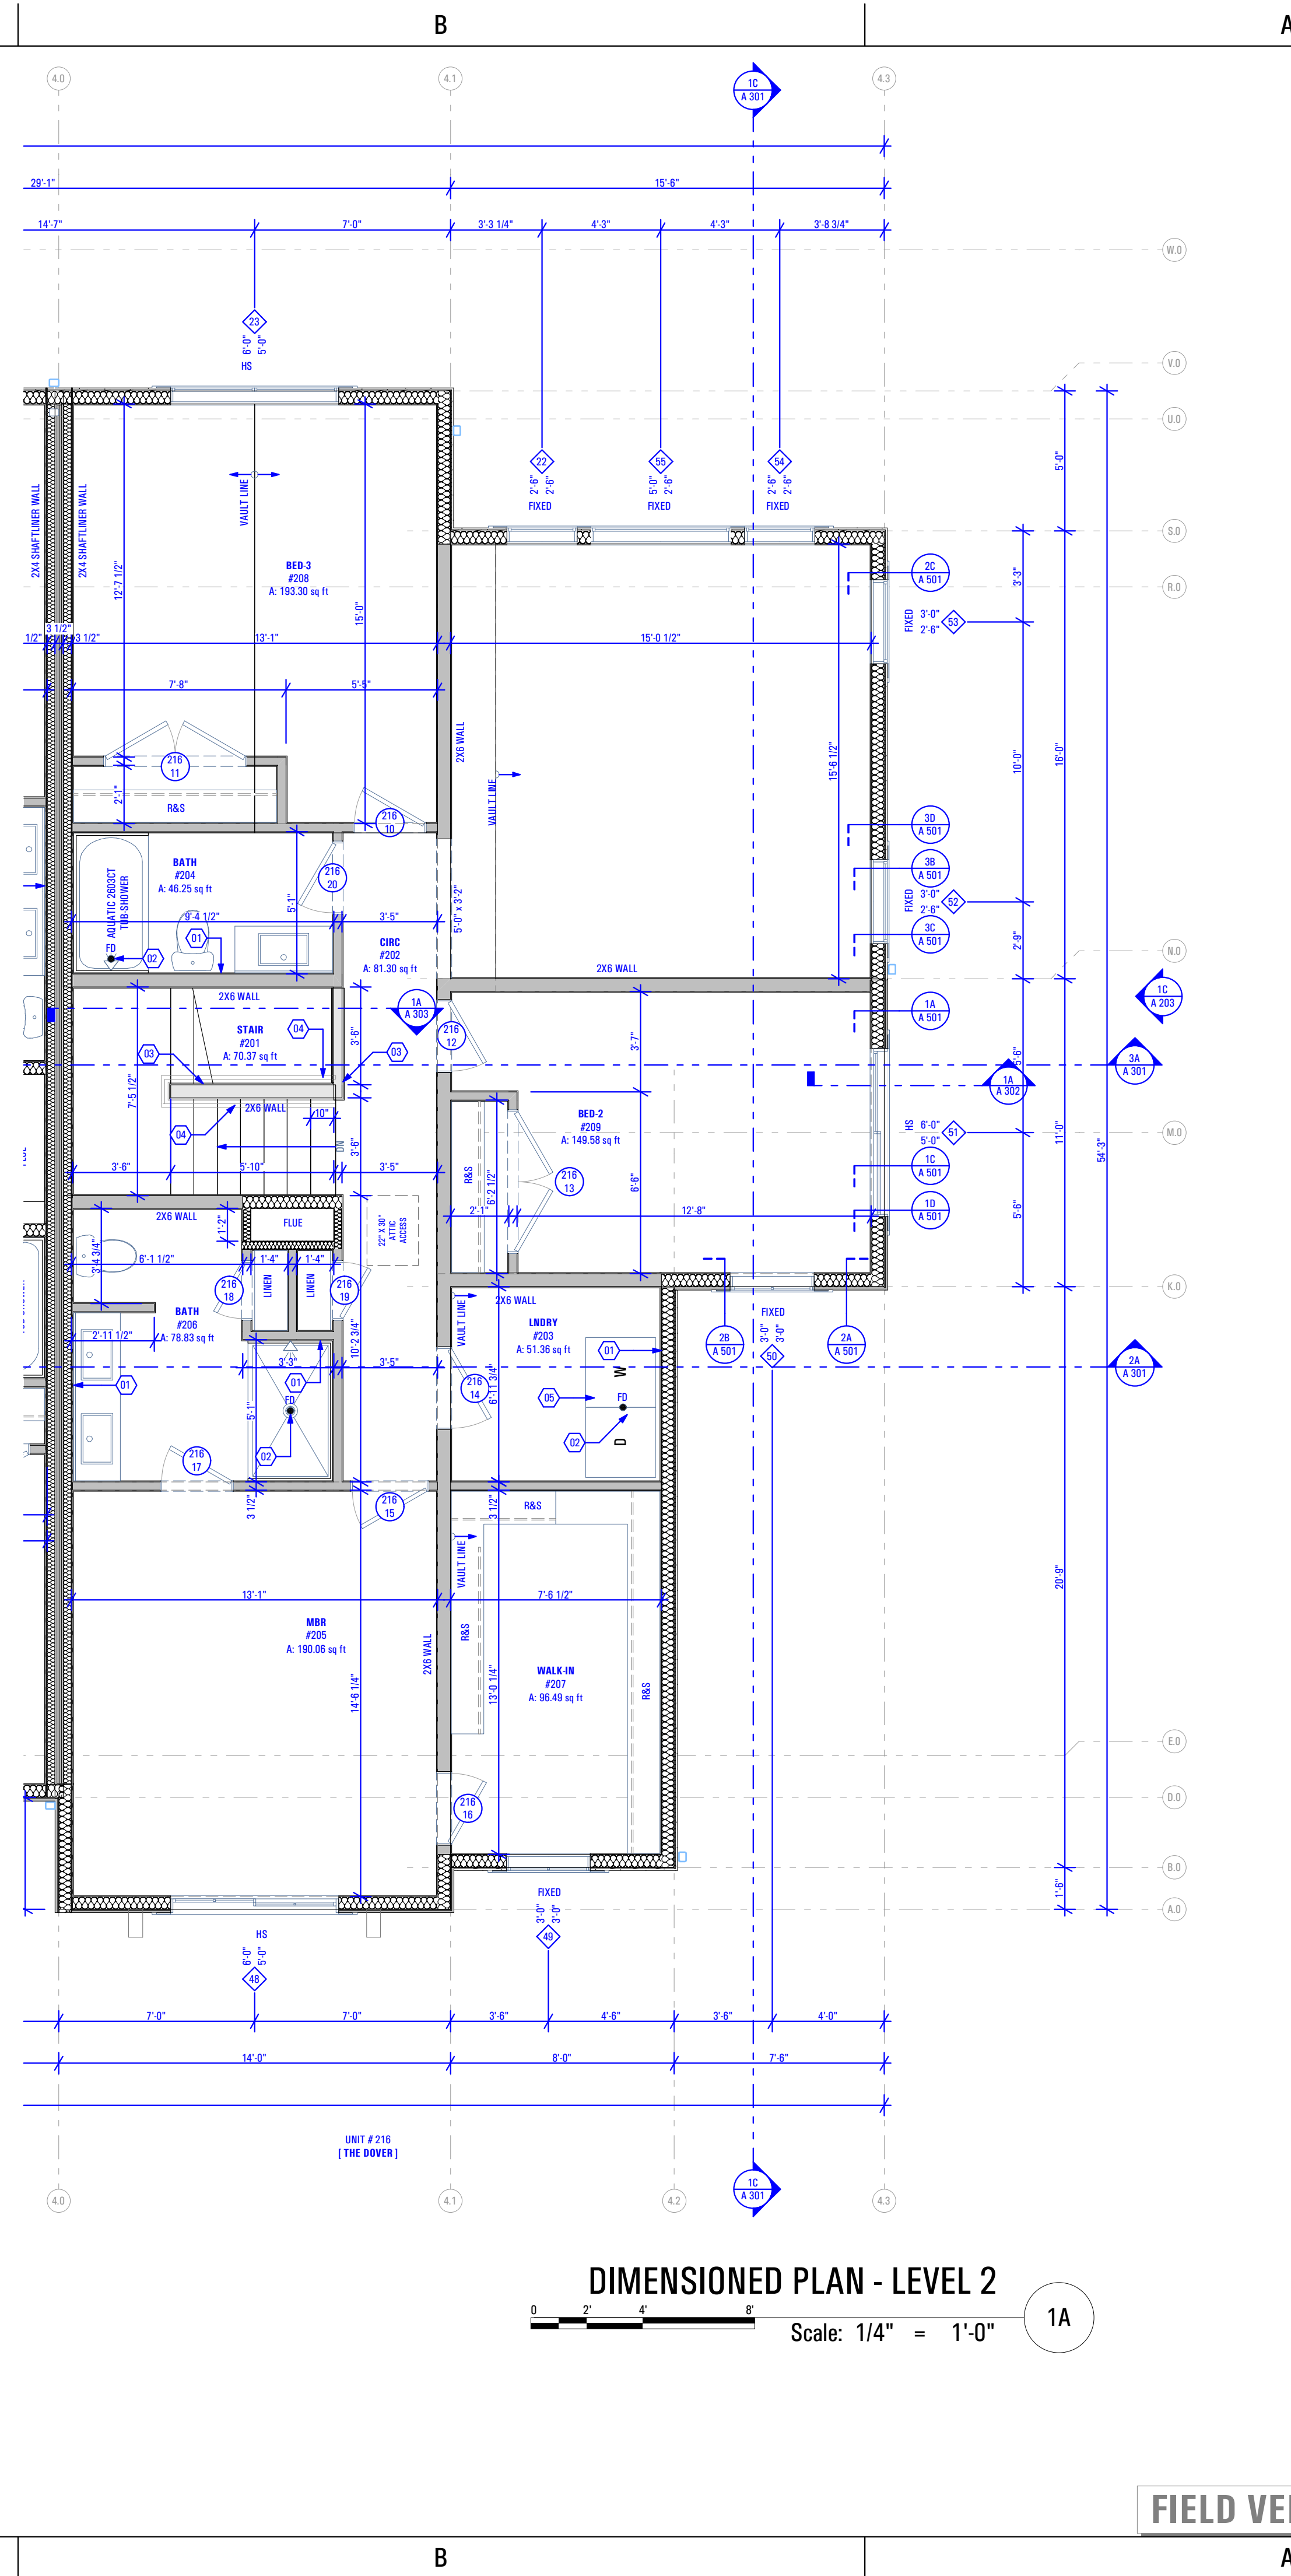 B
A
4.0
4.1
1C
A 301
4.3
29'-1"
15'-6"
14'-7"
7'-0"
3'-3 1/4"
4'-3"
4'-3"
3'-8 3/4"
W.0
23
6'-0"
5'-0"
HS
V.0
U.0
22
2'-6"
2'-6"
FIXED
55
5'-0"
2'-6"
FIXED
54
2'-6"
2'-6"
FIXED
5'-0"
S.0
2X4 SHAFTLINER WALL
2X4 SHAFTLINER WALL
VAULT LINE
BED-3
#208
A: 193.30 sq ft
12'-7 1/2"
15'-0"
2C
A 501
3'-3"
R.0
FIXED
3'-0"
2'-6"
53
1/2"
3 1/2"
3 1/2"
13'-1"
15'-0 1/2"
7'-8"
5'-5"
2X6 WALL
VAULT LINE
15'-6 1/2"
10'-0"
16'-0"
216
11
2'-1"
R&S
216
10
3D
A 501
BATH
#204
A: 46.25 sq ft
216
20
3B
A 501
AQUATIC 2603CT
TUB-SHOWER
5'-1"
5'-0" x 3'-2"
FIXED
3'-0"
2'-6"
52
9'-4 1/2"
3'-5"
01
FD
02
CIRC
#202
A: 81.30 sq ft
3C
A 501
2'-9"
N.0
2X6 WALL
2X6 WALL
1C
A 203
1A
A 303
1A
A 501
STAIR
#201
A: 70.37 sq ft
04
216
12
3'-6"
3'-7"
03
03
5'-6"
3A
A 301
1A
A 302
7'-5 1/2"
2X6 WALL
10"
04
DN
3'-6"
BED-2
#209
A: 149.58 sq ft
HS
6'-0"
5'-0"
51
11'-0"
M.0
54'-3"
3'-6"
5'-10"
3'-5"
R&S
6'-2 1/2"
216
13
6'-6"
1C
A 501
2X6 WALL
1'-2"
FLUE
22" X 30"
ATTIC
ACCESS
2'-1"
12'-8"
1D
A 501
5'-6"
3'-4 3/4"
6'-1 1/2"
1'-4"
1'-4"
216
18
LINEN
LINEN
216
19
K.0
BATH
#206
A: 78.83 sq ft
2X6 WALL
VAULT LINE
LNDRY
#203
A: 51.36 sq ft
FIXED
3'-0"
3'-0"
50
2B
A 501
2A
A 501
2'-11 1/2"
10'-2 3/4"
01
W
2A
A 301
3'-3"
3'-5"
01
01
216
14
6'-11 3/4"
05
FD
FD
5'-1"
02
02
D
216
17
3 1/2"
216
15
3 1/2"
R&S
VAULT LINE
13'-1"
7'-6 1/2"
20'-9"
MBR
#205
A: 190.06 sq ft
2X6 WALL
R&S
14'-6 1/4"
13'-0 1/4"
WALK-IN
#207
A: 96.49 sq ft
R&S
E.0
D.0
216
16
B.0
1'-6"
A.0
FIXED
3'-0"
3'-0"
49
HS
6'-0"
5'-0"
48
7'-0"
7'-0"
3'-6"
4'-6"
3'-6"
4'-0"
14'-0"
8'-0"
7'-6"
UNIT # 216
[ THE DOVER ]
4.0
4.1
4.2
1C
A 301
4.3
DIMENSIONED PLAN - LEVEL 2
0
2'
4'
8'
Scale: 1/4" = 1'-0"
1A
FIELD VE
B
A